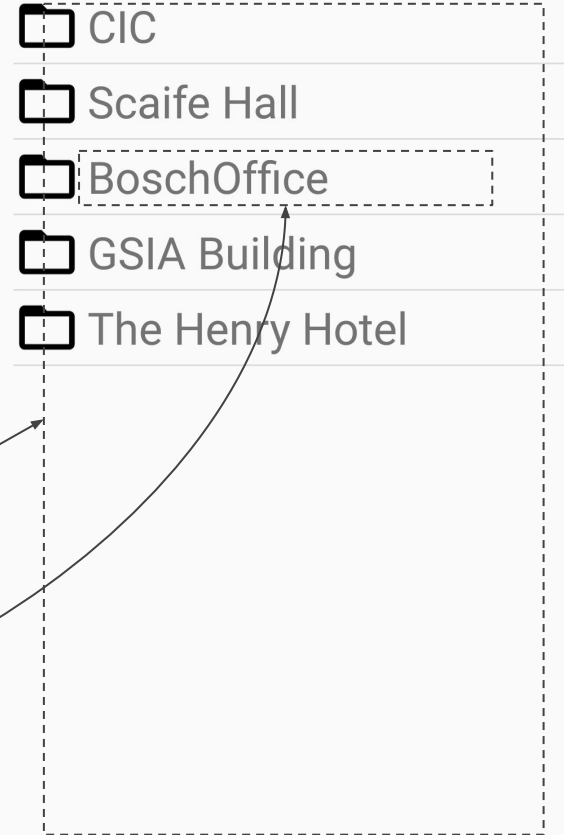 CIC
Scaife Hall
BoschOffice
GSIA Building
The Henry Hotel